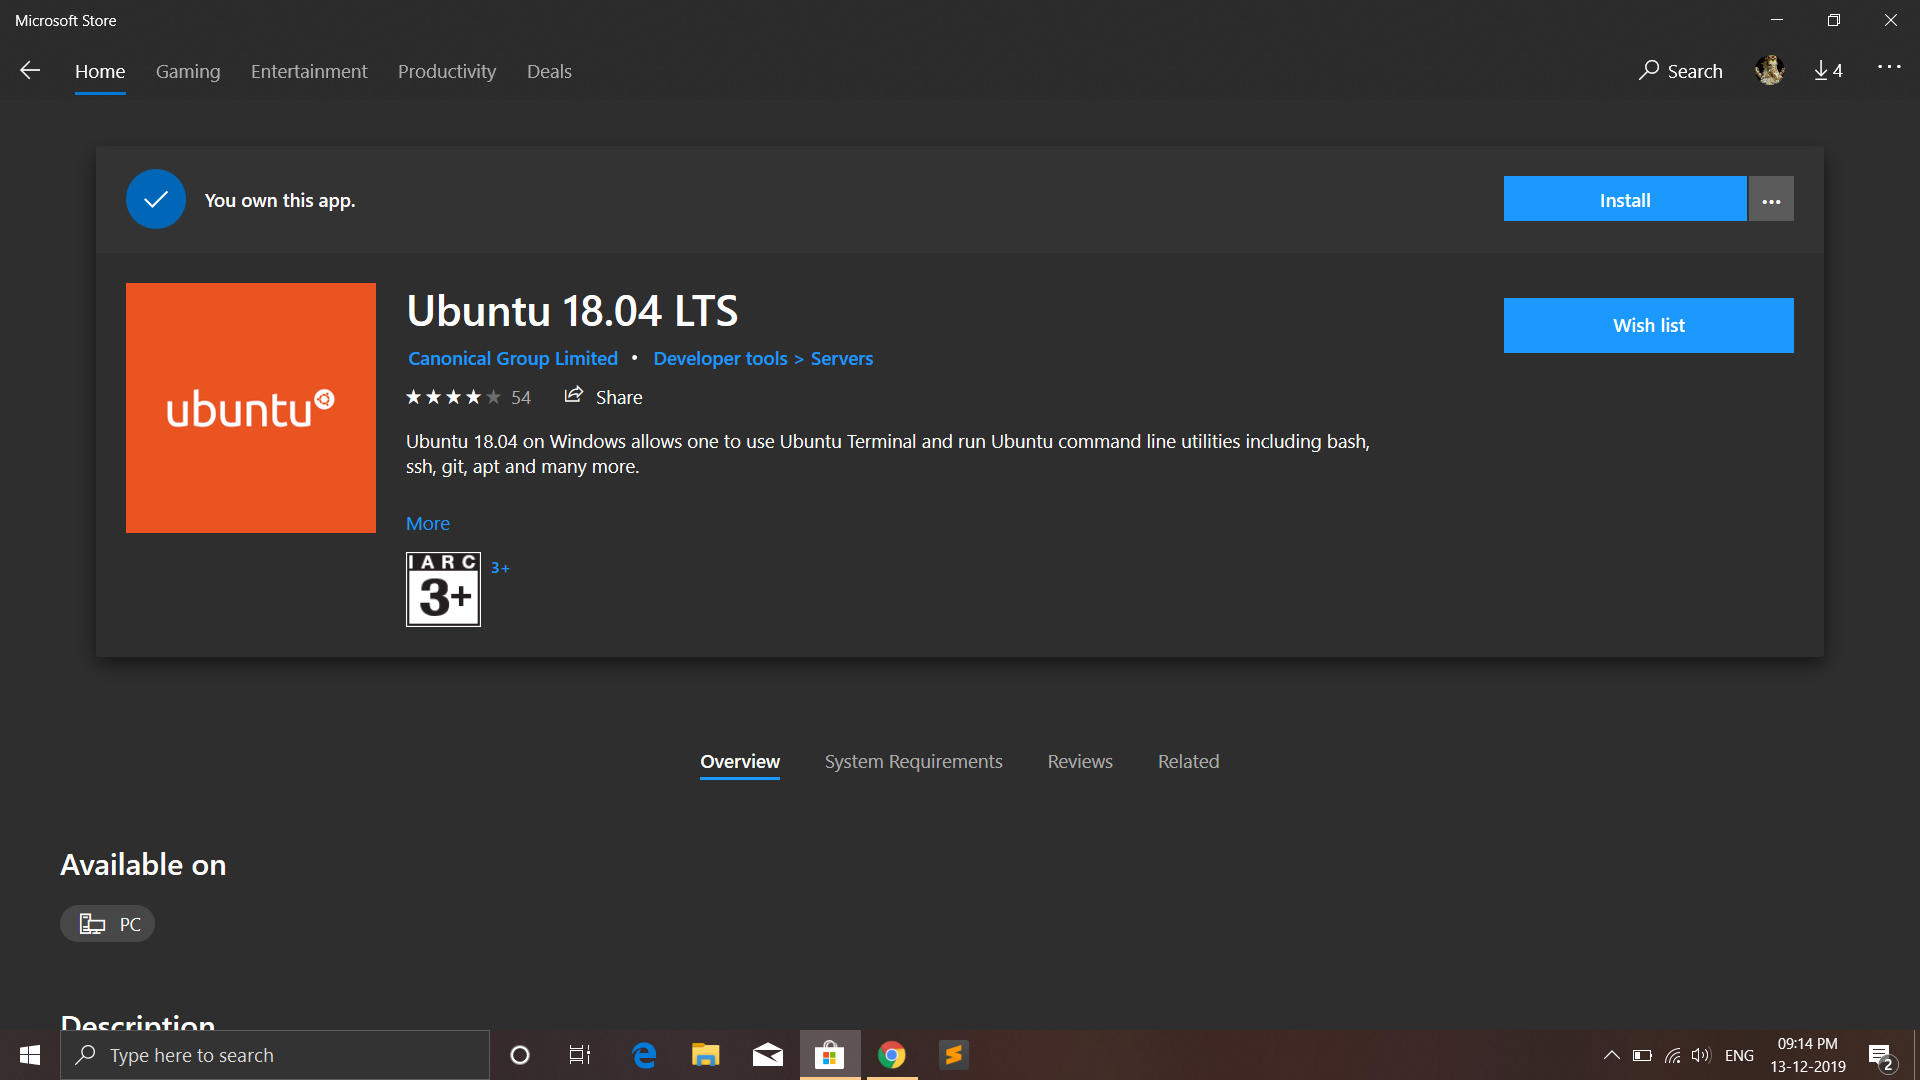 Microsoft Store
Home Gaming Entertainment Productivity Deals Search 4
You own this app. Install
ubuntu
Ubuntu 18.04 LTS
Wish list
Canonical Group Limited • Developer tools > Servers
54 Share
Ubuntu 18.04 on Windows allows one to use Ubuntu Terminal and run Ubuntu command line utilities including bash,
ssh, git, apt and many more.
More
IARC
3+
3+
Overview System Requirements Reviews Related
Available on
PC
Description
Type here to search
ENG
09:14 PM
13-12-2019
2